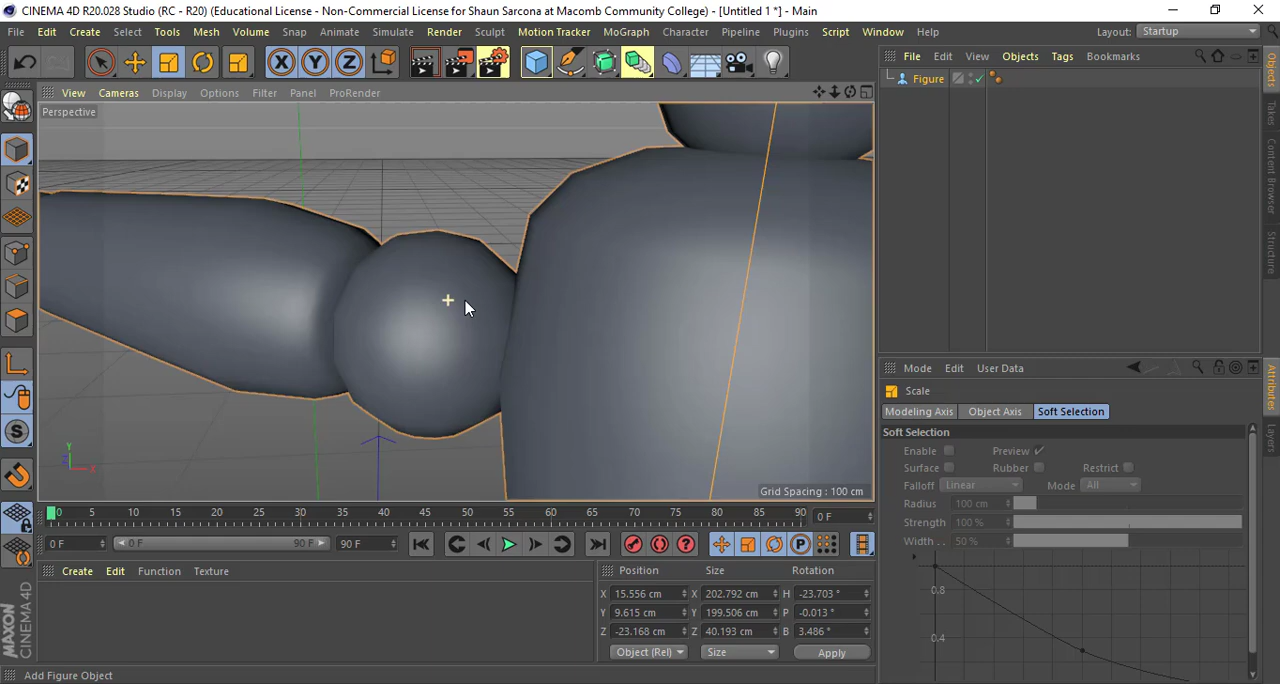 CINEMA 4D R20.028 Studio (RC - R20) (Educational License - Non-Commercial License for Shaun Sarcona at Macomb Community College) - [Untitled 1 *] - Main
File Edit Create Select Tools Mesh Volume Snap Animate Simulate Render Sculpt Motion Tracker MoGraph Character Pipeline Plugins Script Window Help Layout: Startup
X Y Z
File Edit View Objects Tags Bookmarks
Figure
View Cameras Display Options Filter Panel ProRender
Perspective
Y
Z
X
Grid Spacing : 100 cm
Objects
Takes
Content Browser
Structure
Attributes
Layers
Mode Edit User Data
Scale
Modeling Axis Object Axis Soft Selection
Soft Selection
Enable Preview
Surface Rubber Restrict
Falloff Linear Mode All
Radius 100 cm
Strength 100 %
Width 50 %
0.8
0.4
0 5 10 15 20 25 30 35 40 45 50 55 60 65 70 75 80 85 90 0 F
0 F 0 F 90 F 90 F
P
S
Create Edit Function Texture
Position Size Rotation
X 15.556 cm X 202.792 cm H -23.703 °
Y 9.615 cm Y 199.506 cm P -0.013 °
Z -23.168 cm Z 40.193 cm B 3.486 °
Object (Rel) Size Apply
MAXON CINEMA 4D
Add Figure Object